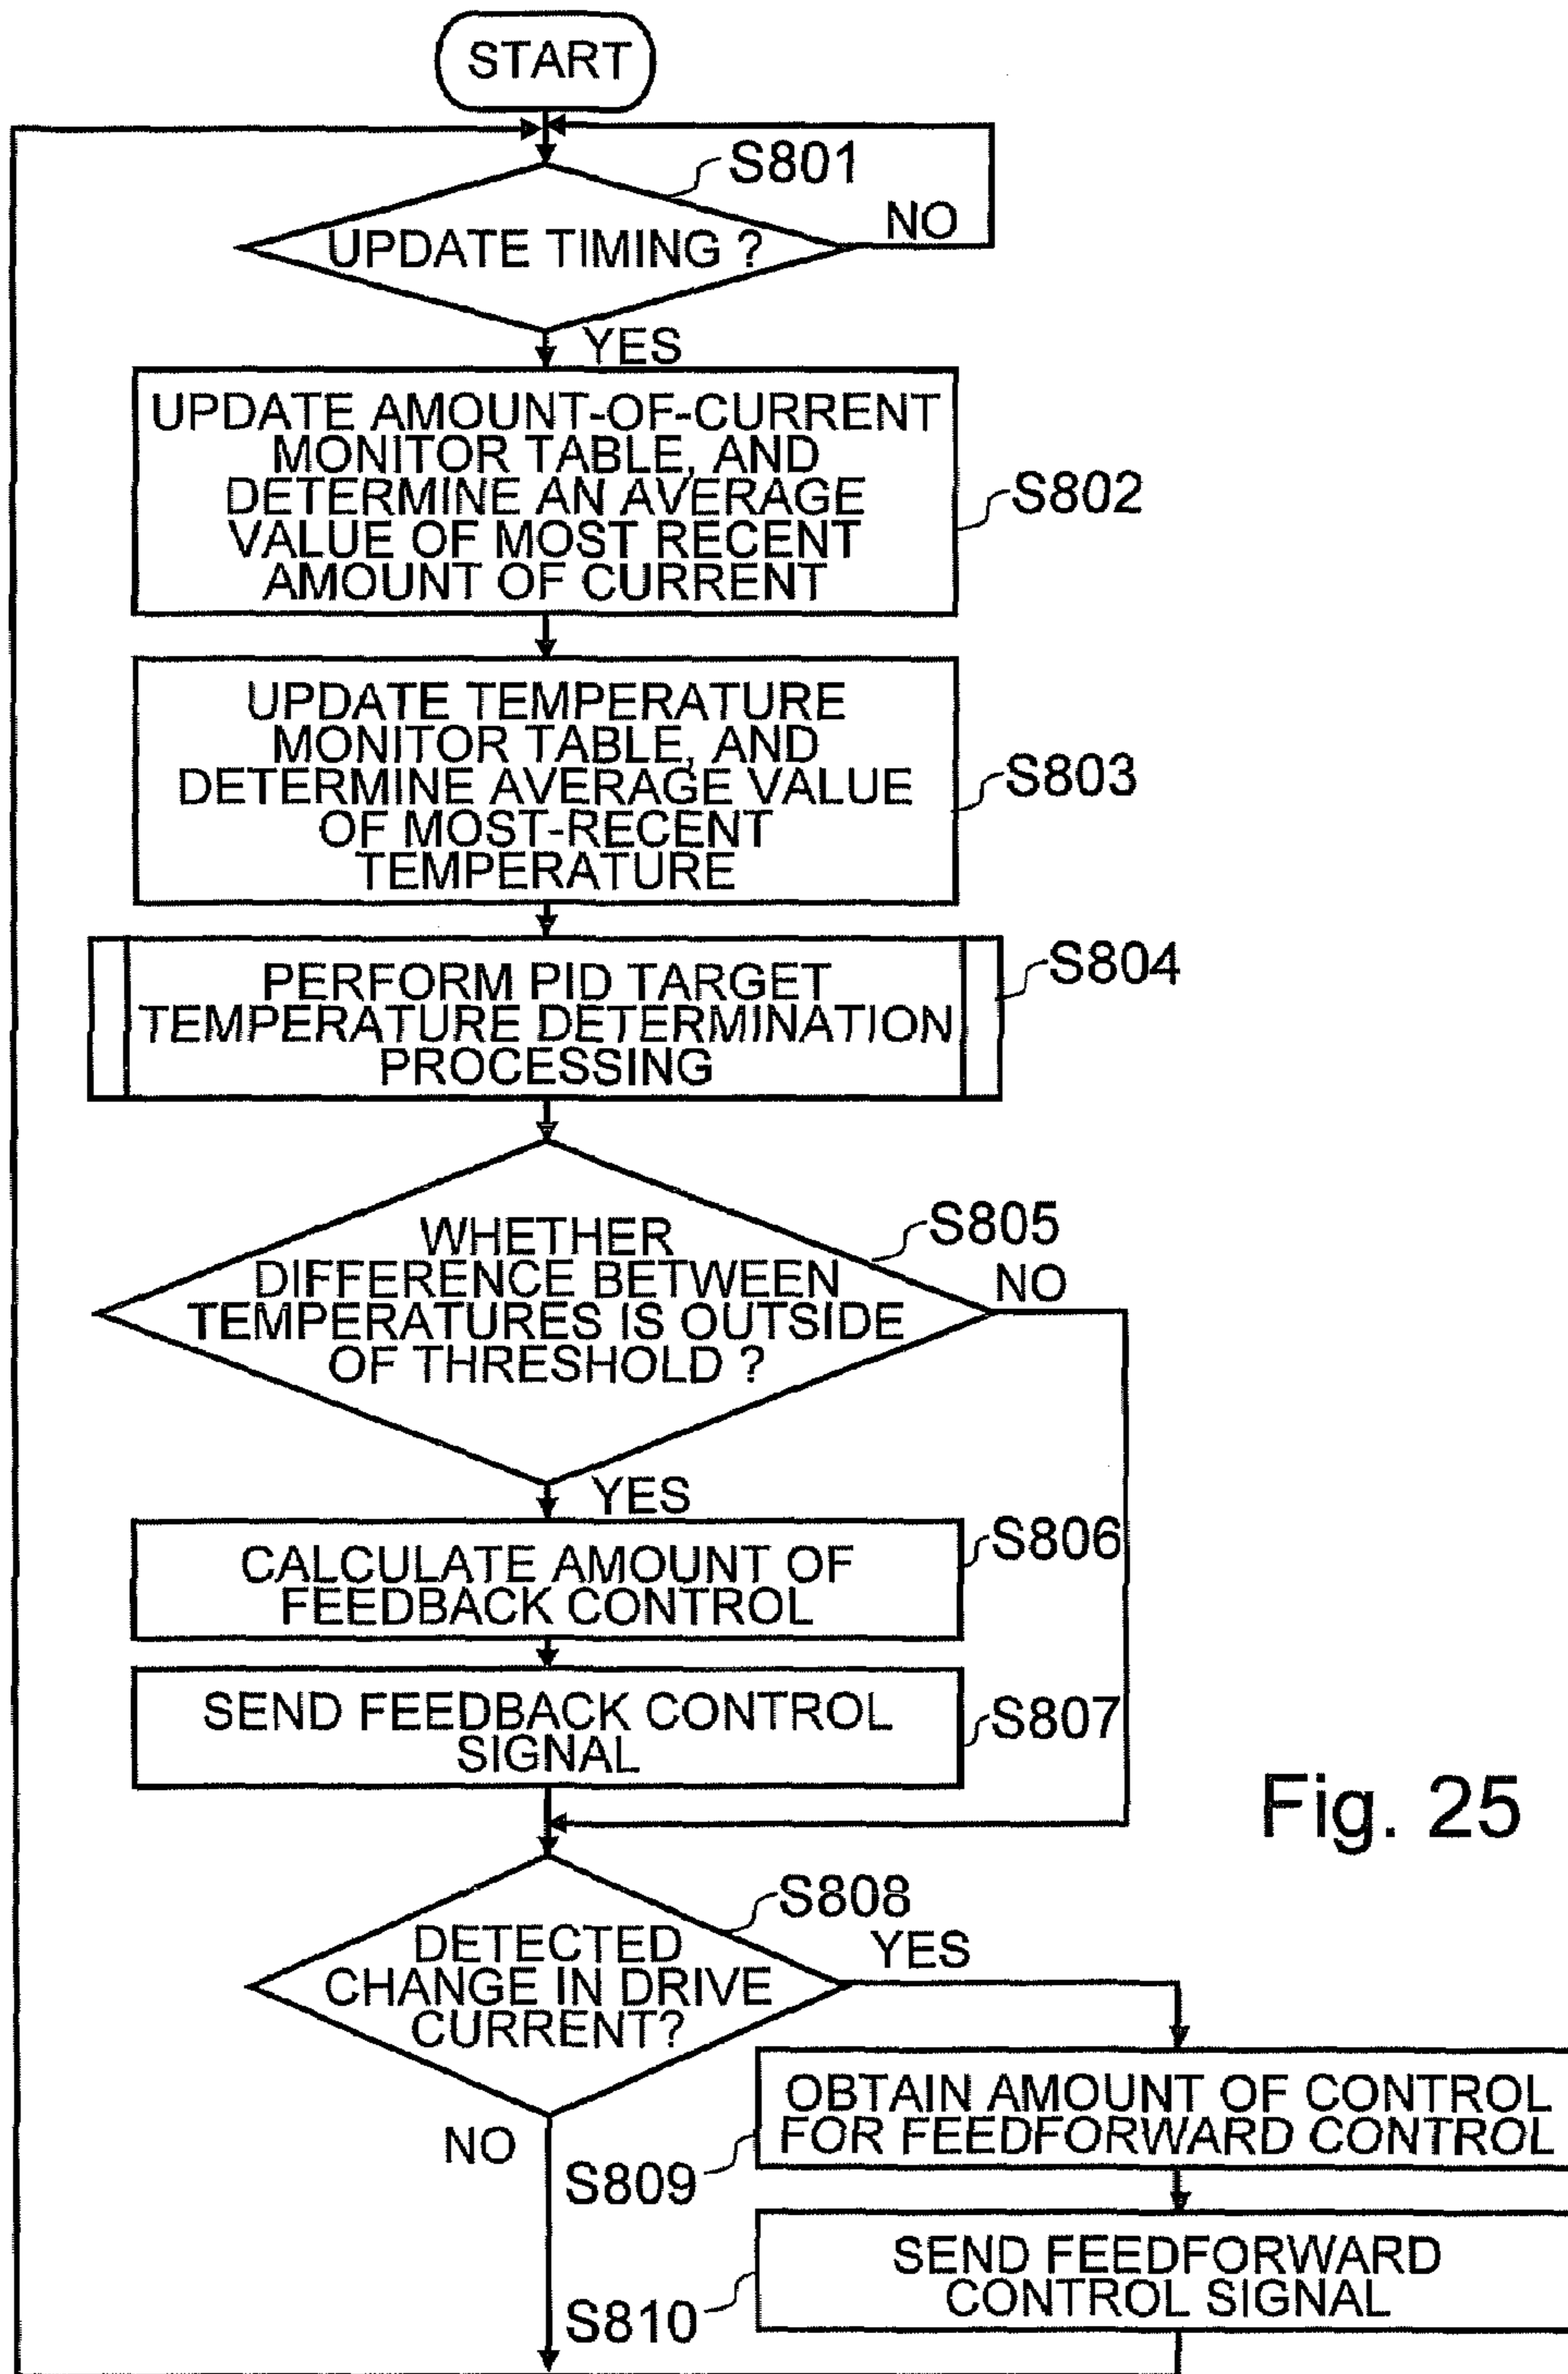 START
S801
NO
UPDATE TIMING ?
YES
UPDATE AMOUNT-OF-CURRENT
MONITOR TABLE, AND
DETERMINE AN AVERAGE
VALUE OF MOST RECENT
AMOUNT OF CURRENT
S802
UPDATE TEMPERATURE
MONITOR TABLE, AND
DETERMINE AVERAGE VALUE
OF MOST-RECENT
TEMPERATURE
S803
PERFORM PID TARGET
TEMPERATURE DETERMINATION
PROCESSING
S804
WHETHER
DIFFERENCE BETWEEN
TEMPERATURES IS OUTSIDE
OF THRESHOLD ?
S805
NO
YES
CALCULATE AMOUNT OF
FEEDBACK CONTROL
S806
SEND FEEDBACK CONTROL
SIGNAL
S807
Fig. 25
S808
DETECTED
CHANGE IN DRIVE
CURRENT?
YES
NO
OBTAIN AMOUNT OF CONTROL
FOR FEEDFORWARD CONTROL
S809
SEND FEEDFORWARD
CONTROL SIGNAL
S810